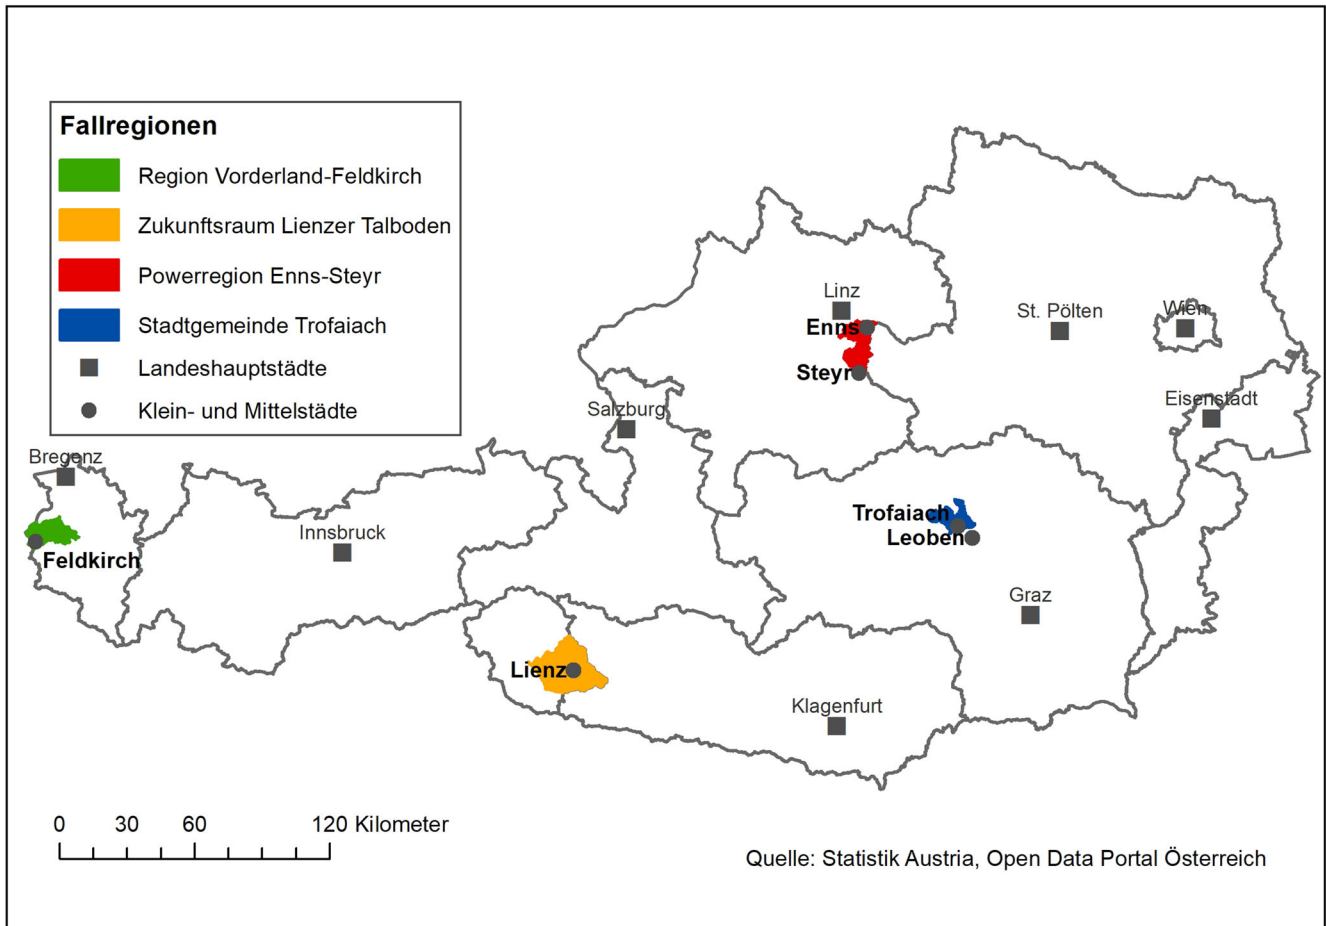 Fallregionen
Region Vorderland-Feldkirch
Zukunftsraum Lienzer Talboden
Powerregion Enns-Steyr
Stadtgemeinde Trofaiach
Landeshauptstädte
Klein- und Mittelstädte
Linz
Enns
Steyr
St. Pölten
Wien
Eisenstadt
Salzburg
Bregenz
Feldkirch
Innsbruck
Trofaiach
Leoben
Graz
Lienz
Klagenfurt
0 30 60 120 Kilometer
Quelle: Statistik Austria, Open Data Portal Österreich